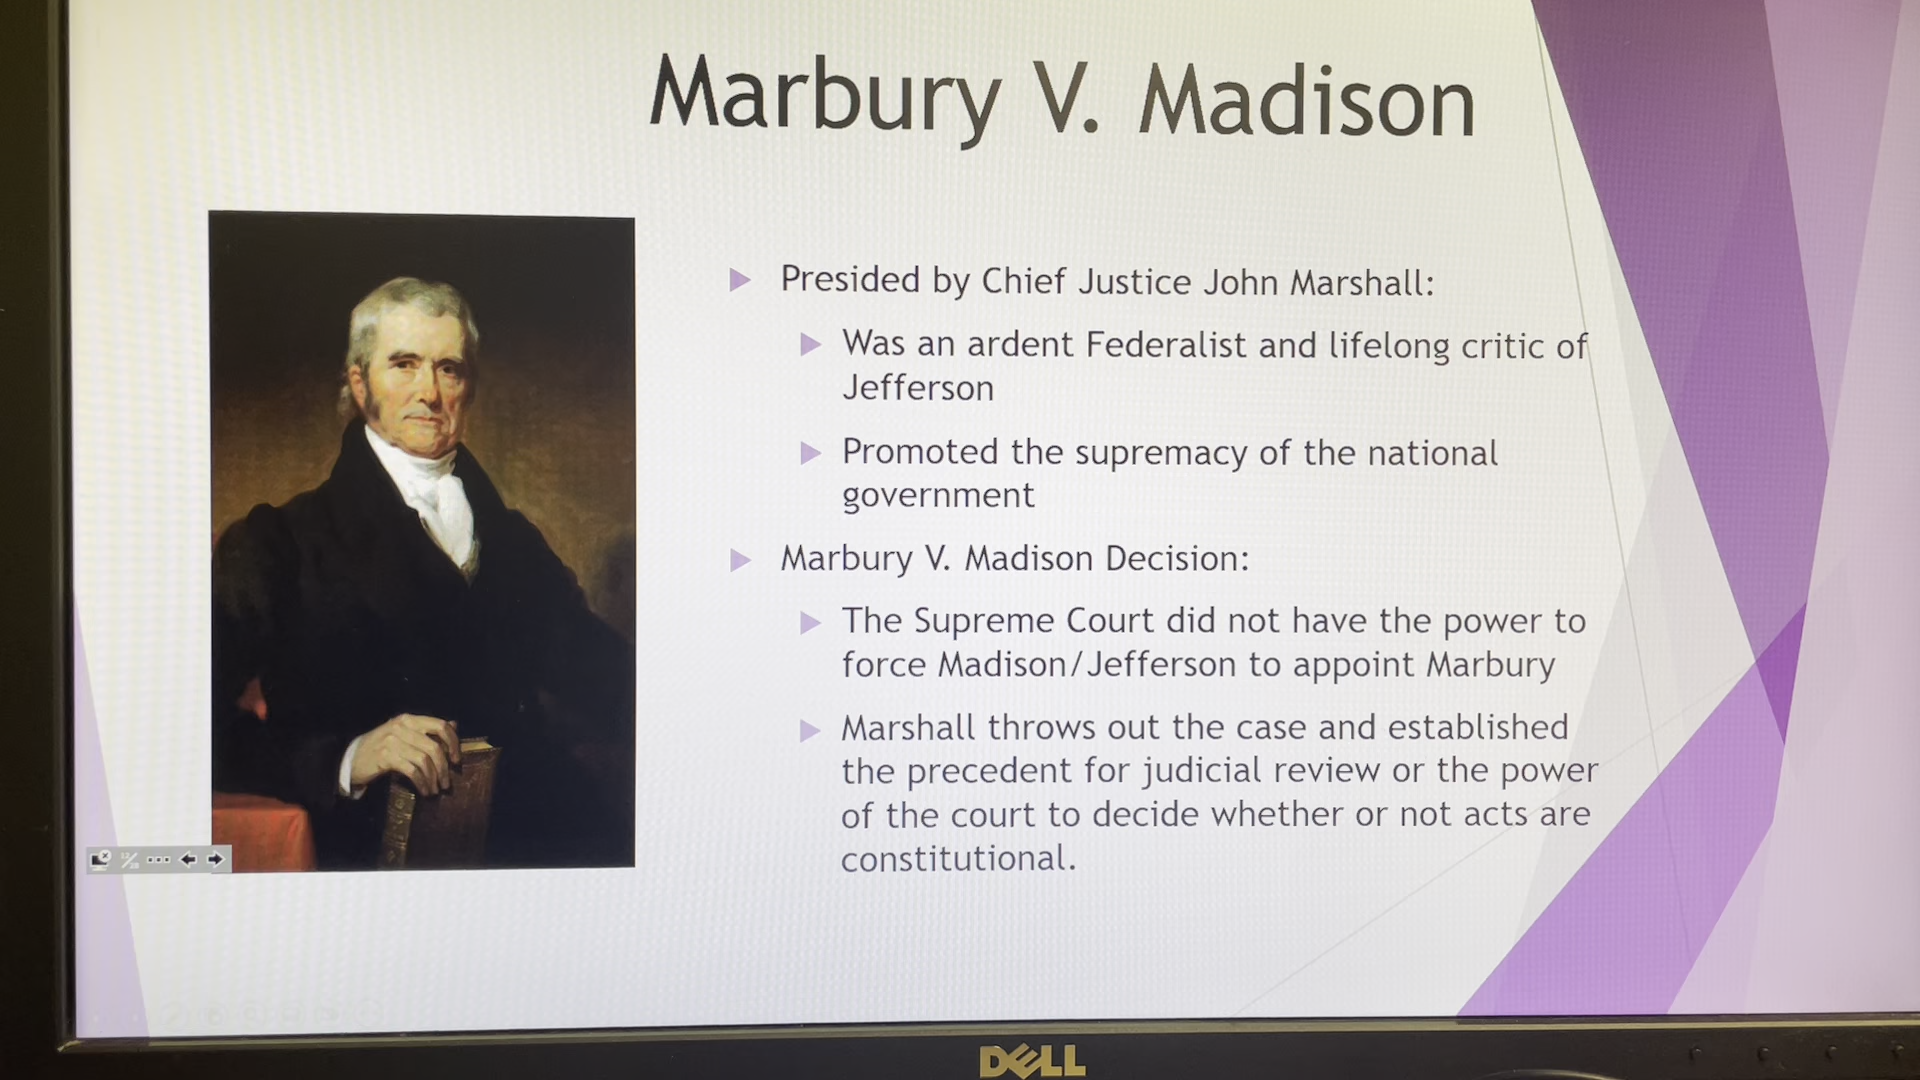 Marbury V. Madison
Presided by Chief Justice John Marshall:
Was an ardent Federalist and lifelong critic of
Jefferson
Promoted the supremacy of the national
government
Marbury V. Madison Decision:
The Supreme Court did not have the power to
force Madison/Jefferson to appoint Marbury
Marshall throws out the case and established
the precedent for judicial review or the power
of the court to decide whether or not acts are
constitutional.
DELL